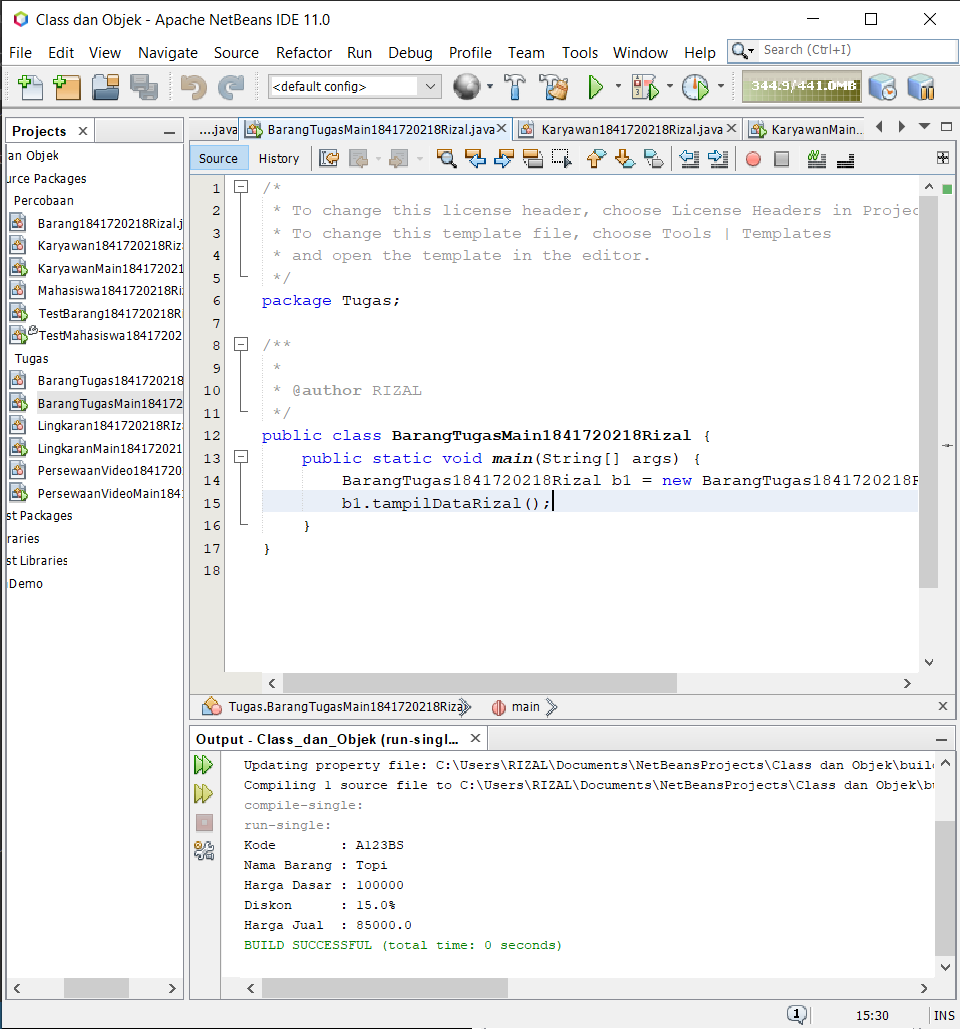 Class dan Objek - Apache NetBeans IDE 11.0
File Edit View Navigate Source Refactor Run Debug Profile Team Tools Window Help Search (Ctrl+I)
<default config> 344.9/441.0MB
Projects
an Objek
urce Packages
Percobaan
Barang1841720218Rizal.j
Karyawan1841720218Riz
KaryawanMain184172021
Mahasiswa1841720218Ri
TestBarang1841720218R
TestMahasiswa18417202
Tugas
BarangTugas1841720218
BarangTugasMain184172
Lingkaran1841720218RIz
LingkaranMain184172021
PersewaanVideo1841720
PersewaanVideoMain184
st Packages
raries
st Libraries
Demo
....java BarangTugasMain1841720218Rizal.java Karyawan1841720218Rizal.java KaryawanMain...
Source History
1 /*
2 * To change this license header, choose License Headers in Projec
3 * To change this template file, choose Tools | Templates
4 * and open the template in the editor.
5 */
6 package Tugas;
7
8 /**
9 *
10 * @author RIZAL
11 */
12 public class BarangTugasMain1841720218Rizal {
13 public static void main(String[] args) {
14 BarangTugas1841720218Rizal b1 = new BarangTugas1841720218R
15 b1.tampilDataRizal();
16 }
17 }
18
Tugas.BarangTugasMain1841720218Rizal main
Output - Class_dan_Objek (run-singl...
Updating property file: C:\Users\RIZAL\Documents\NetBeansProjects\Class dan Objek\build
Compiling 1 source file to C:\Users\RIZAL\Documents\NetBeansProjects\Class dan Objek\bu
compile-single:
run-single:
Kode : A123BS
Nama Barang : Topi
Harga Dasar : 100000
Diskon : 15.0%
Harga Jual : 85000.0
BUILD SUCCESSFUL (total time: 0 seconds)
1 15:30 INS